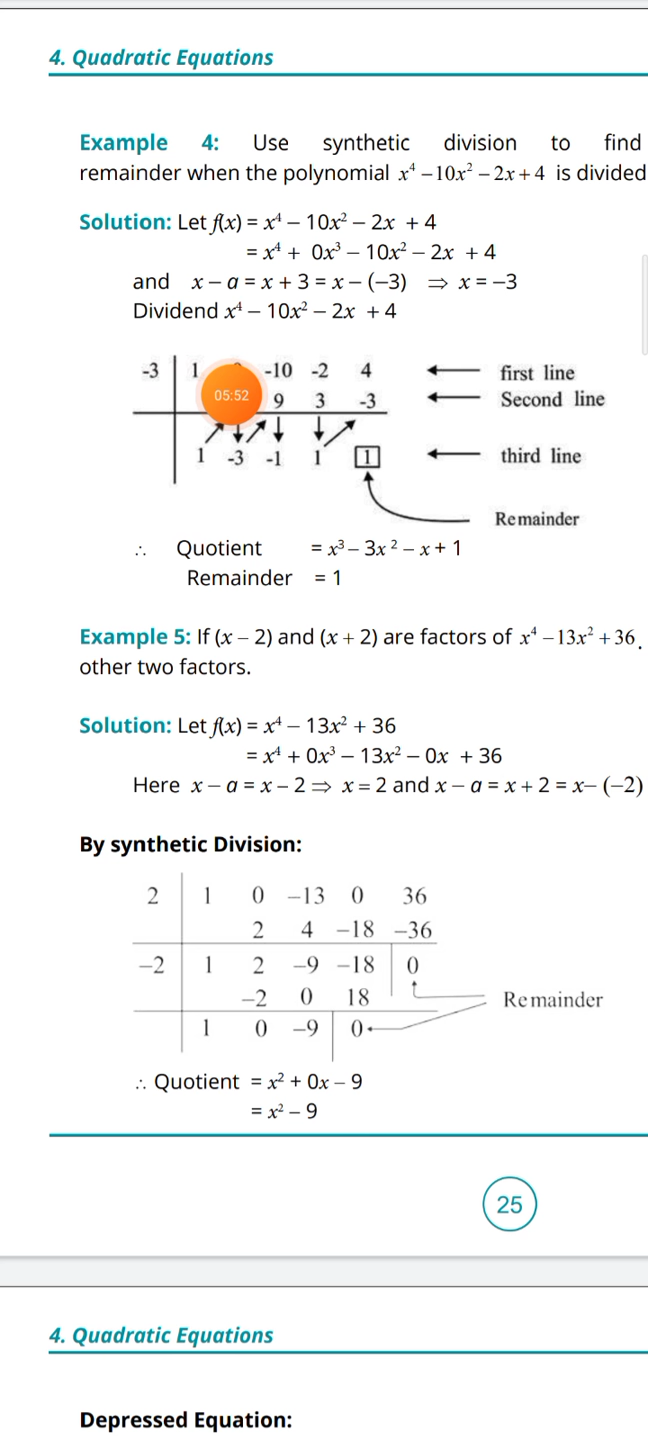 4. Quadratic Equations
Example 4: Use synthetic division to find
remainder when the polynomial x⁴ – 10x² – 2x + 4 is divided
Solution: Let f(x) = x⁴ – 10x² – 2x + 4
= x⁴ + 0x³ – 10x² – 2x + 4
and x – a = x + 3 = x – (–3) ⇒ x = –3
Dividend x⁴ – 10x² – 2x + 4
-3 1 -10 -2 4 ← first line
05:52 9 3 -3 ← Second line
1 -3 -1 1 1 ← third line
Remainder
∴ Quotient = x³ – 3x² – x + 1
Remainder = 1
Example 5: If (x – 2) and (x + 2) are factors of x⁴ – 13x² + 36.
other two factors.
Solution: Let f(x) = x⁴ – 13x² + 36
= x⁴ + 0x³ – 13x² – 0x + 36
Here x – a = x – 2 ⇒ x = 2 and x – a = x + 2 = x– (–2)
By synthetic Division:
2 1 0 –13 0 36
2 4 –18 –36
–2 1 2 –9 –18 0
–2 0 18 Remainder
1 0 –9 0
∴ Quotient = x² + 0x – 9
= x² – 9
25
4. Quadratic Equations
Depressed Equation: